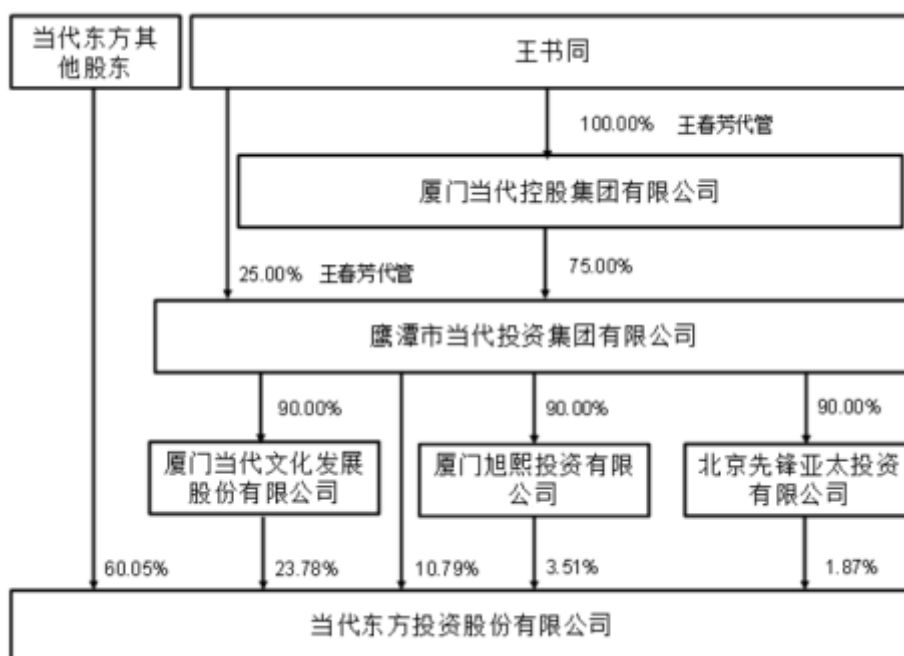 当代东方其
他股东
王书同
100.00% 王春芳代管
厦门当代控股集团有限公司
25.00% 王春芳代管
75.00%
鹰潭市当代投资集团有限公司
90.00%
90.00%
90.00%
厦门当代文化发展
股份有限公司
厦门旭熙投资有限
公司
北京先锋亚太投资
有限公司
60.05%
23.78%
10.79%
3.51%
1.87%
当代东方投资股份有限公司